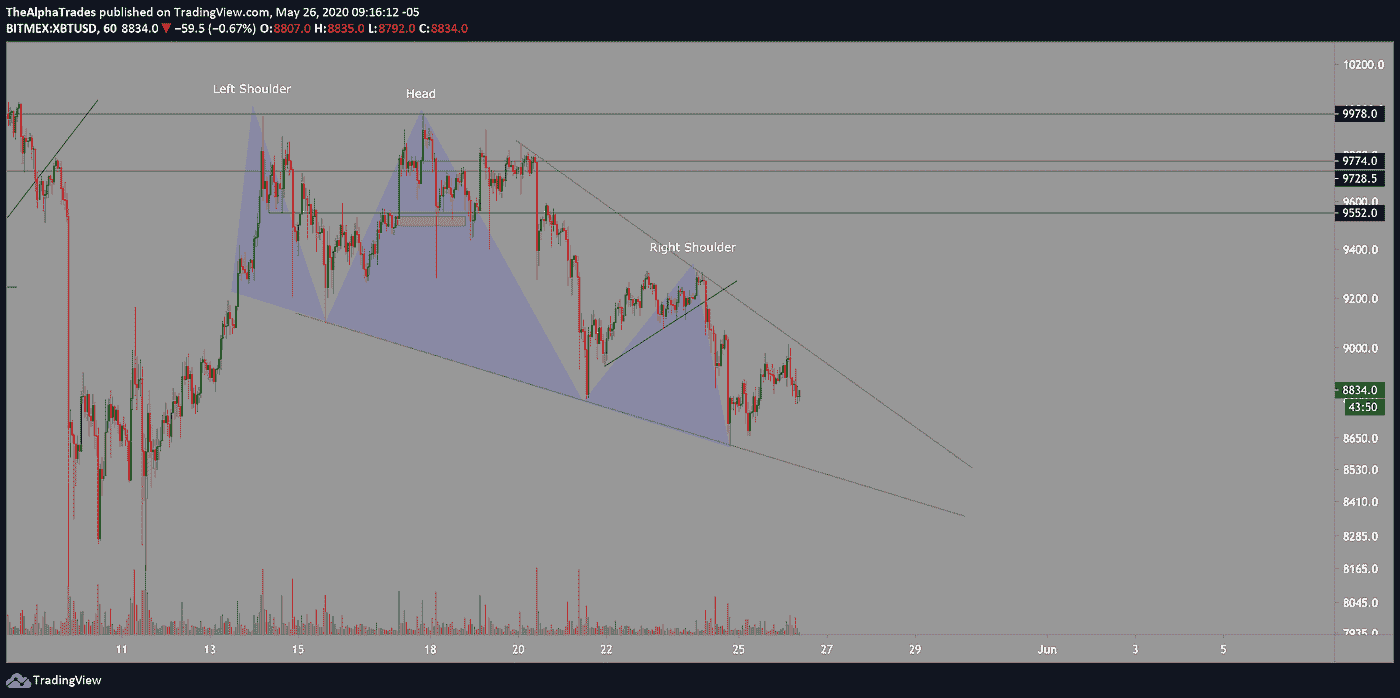 TheAlphaTrades published on TradingView.com, May 26, 2020 09:16:12 -05
BITMEX:XBTUSD, 60 8834.0 ▼ −59.5 (−0.67%) O:8807.0 H:8835.0 L:8792.0 C:8834.0
Left Shoulder
Head
Right Shoulder
10200.0
9978.0
9774.0
9728.5
9600.0
9552.0
9400.0
9200.0
9000.0
8834.0
43:50
8650.0
8530.0
8410.0
8285.0
8165.0
8045.0
7935.0
11 13 15 18 20 22 25 27 29 Jun 3 5
TradingView